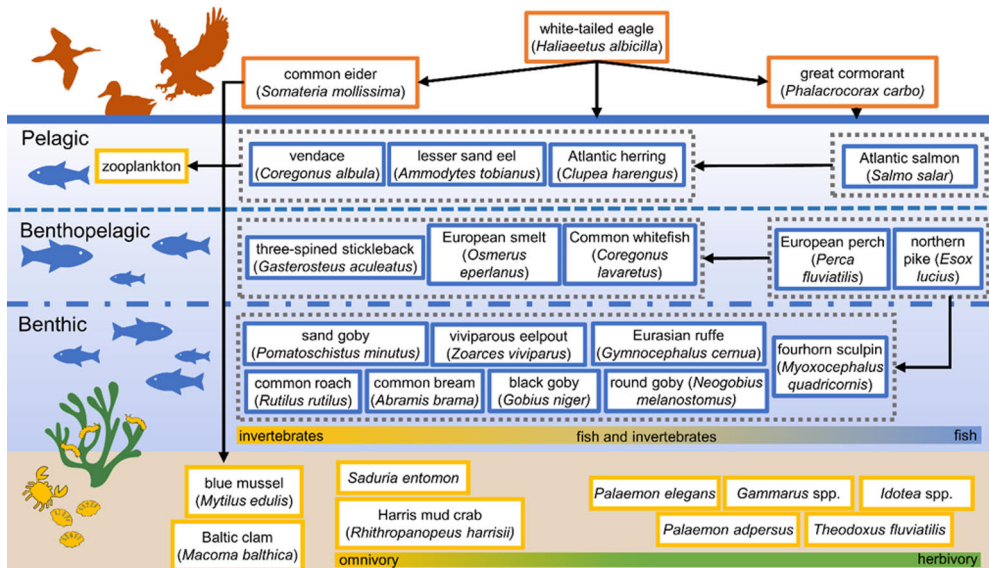 white-tailed eagle
(Haliaeetus albicilla)
common eider
(Somateria mollissima)
great cormorant
(Phalacrocorax carbo)
Pelagic
zooplankton
vendace
(Coregonus albula)
lesser sand eel
(Ammodytes tobianus)
Atlantic herring
(Clupea harengus)
Atlantic salmon
(Salmo salar)
Benthopelagic
three-spined stickleback
(Gasterosteus aculeatus)
European smelt
(Osmerus
eperlanus)
Common whitefish
(Coregonus
lavaretus)
European perch
(Perca
fluviatilis)
northern
pike (Esox
lucius)
Benthic
sand goby
(Pomatoschistus minutus)
viviparous eelpout
(Zoarces viviparus)
Eurasian ruffe
(Gymnocephalus cernua)
fourhorn sculpin
(Myoxocephalus
quadricornis)
common roach
(Rutilus rutilus)
common bream
(Abramis brama)
black goby
(Gobius niger)
round goby (Neogobius
melanostomus)
invertebrates
fish and invertebrates
fish
blue mussel
(Mytilus edulis)
Baltic clam
(Macoma balthica)
Saduria entomon
Harris mud crab
(Rhithropanopeus harrisii)
Palaemon elegans
Gammarus spp.
Idotea spp.
Palaemon adpersus
Theodoxus fluviatilis
omnivory
herbivory